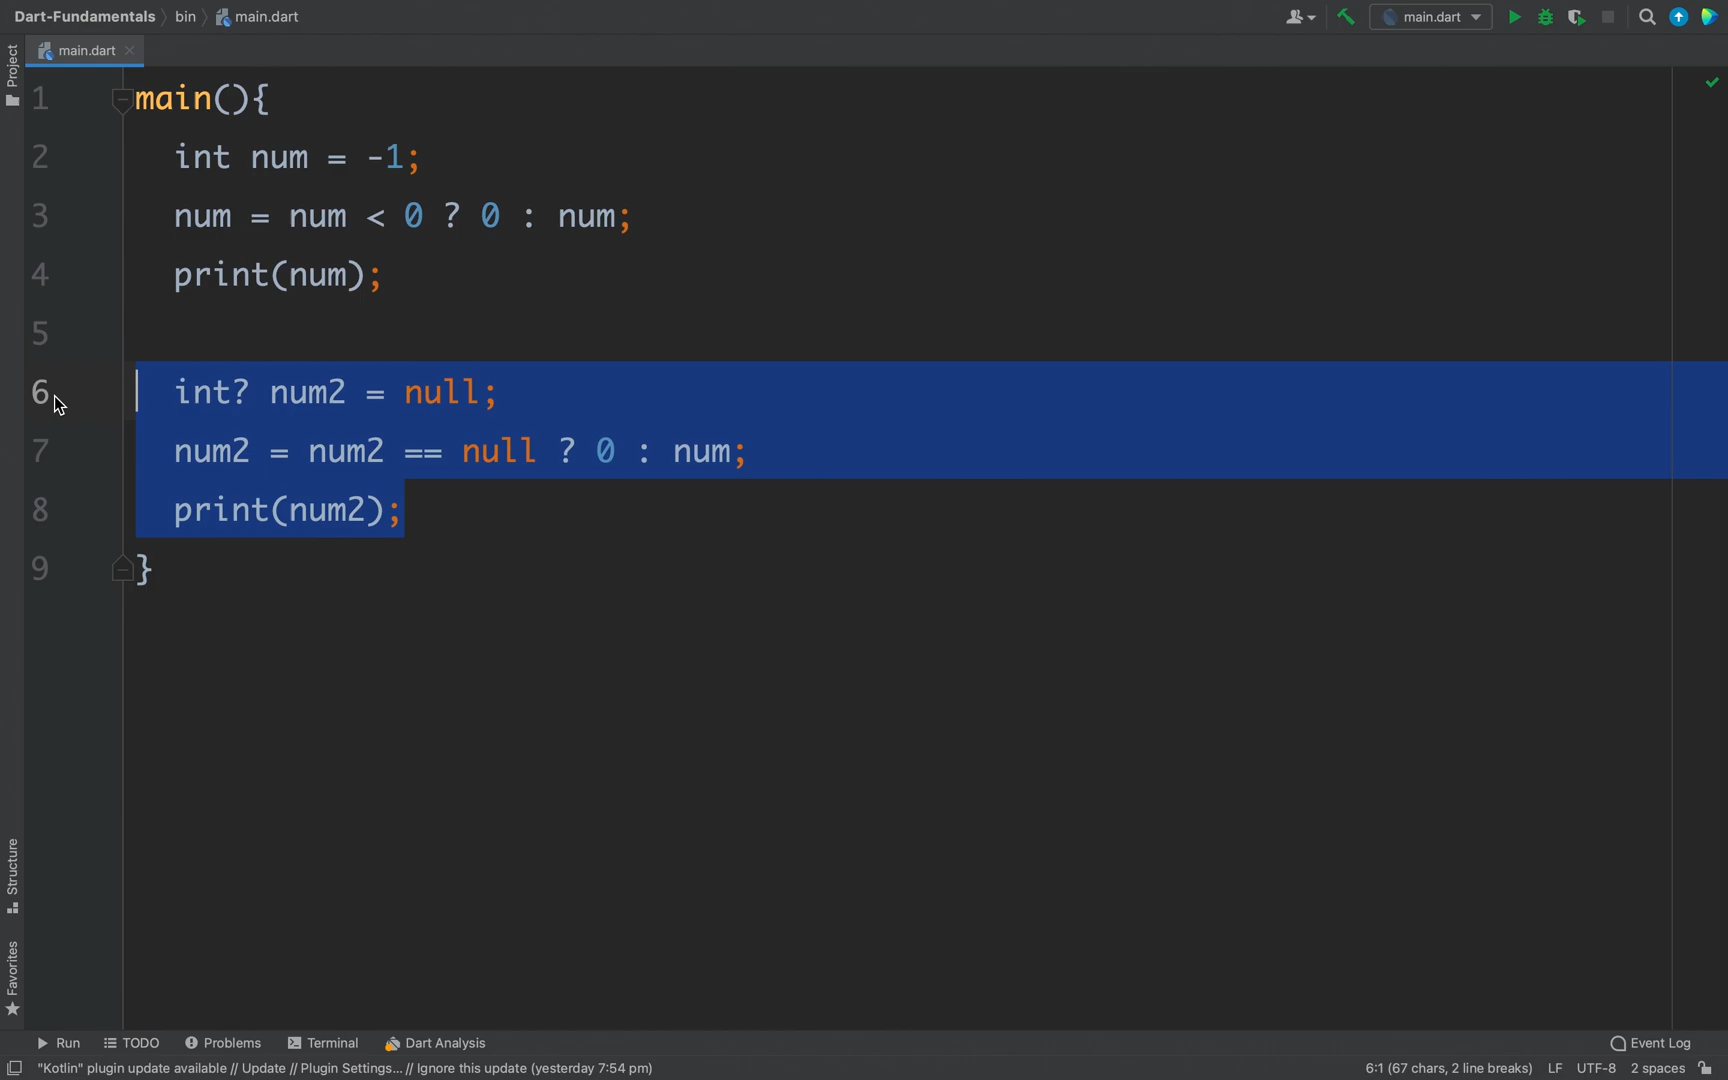 Dart-Fundamentals bin main.dart main.dart
Project main.dart
1 main(){
2 int num = -1;
3 num = num < 0 ? 0 : num;
4 print(num);
5
6 int? num2 = null;
7 num2 = num2 == null ? 0 : num;
8 print(num2);
9 }
Structure
Favorites
Run TODO Problems Terminal Dart Analysis Event Log
"Kotlin" plugin update available // Update // Plugin Settings... // Ignore this update (yesterday 7:54 pm) 6:1 (67 chars, 2 line breaks) LF UTF-8 2 spaces